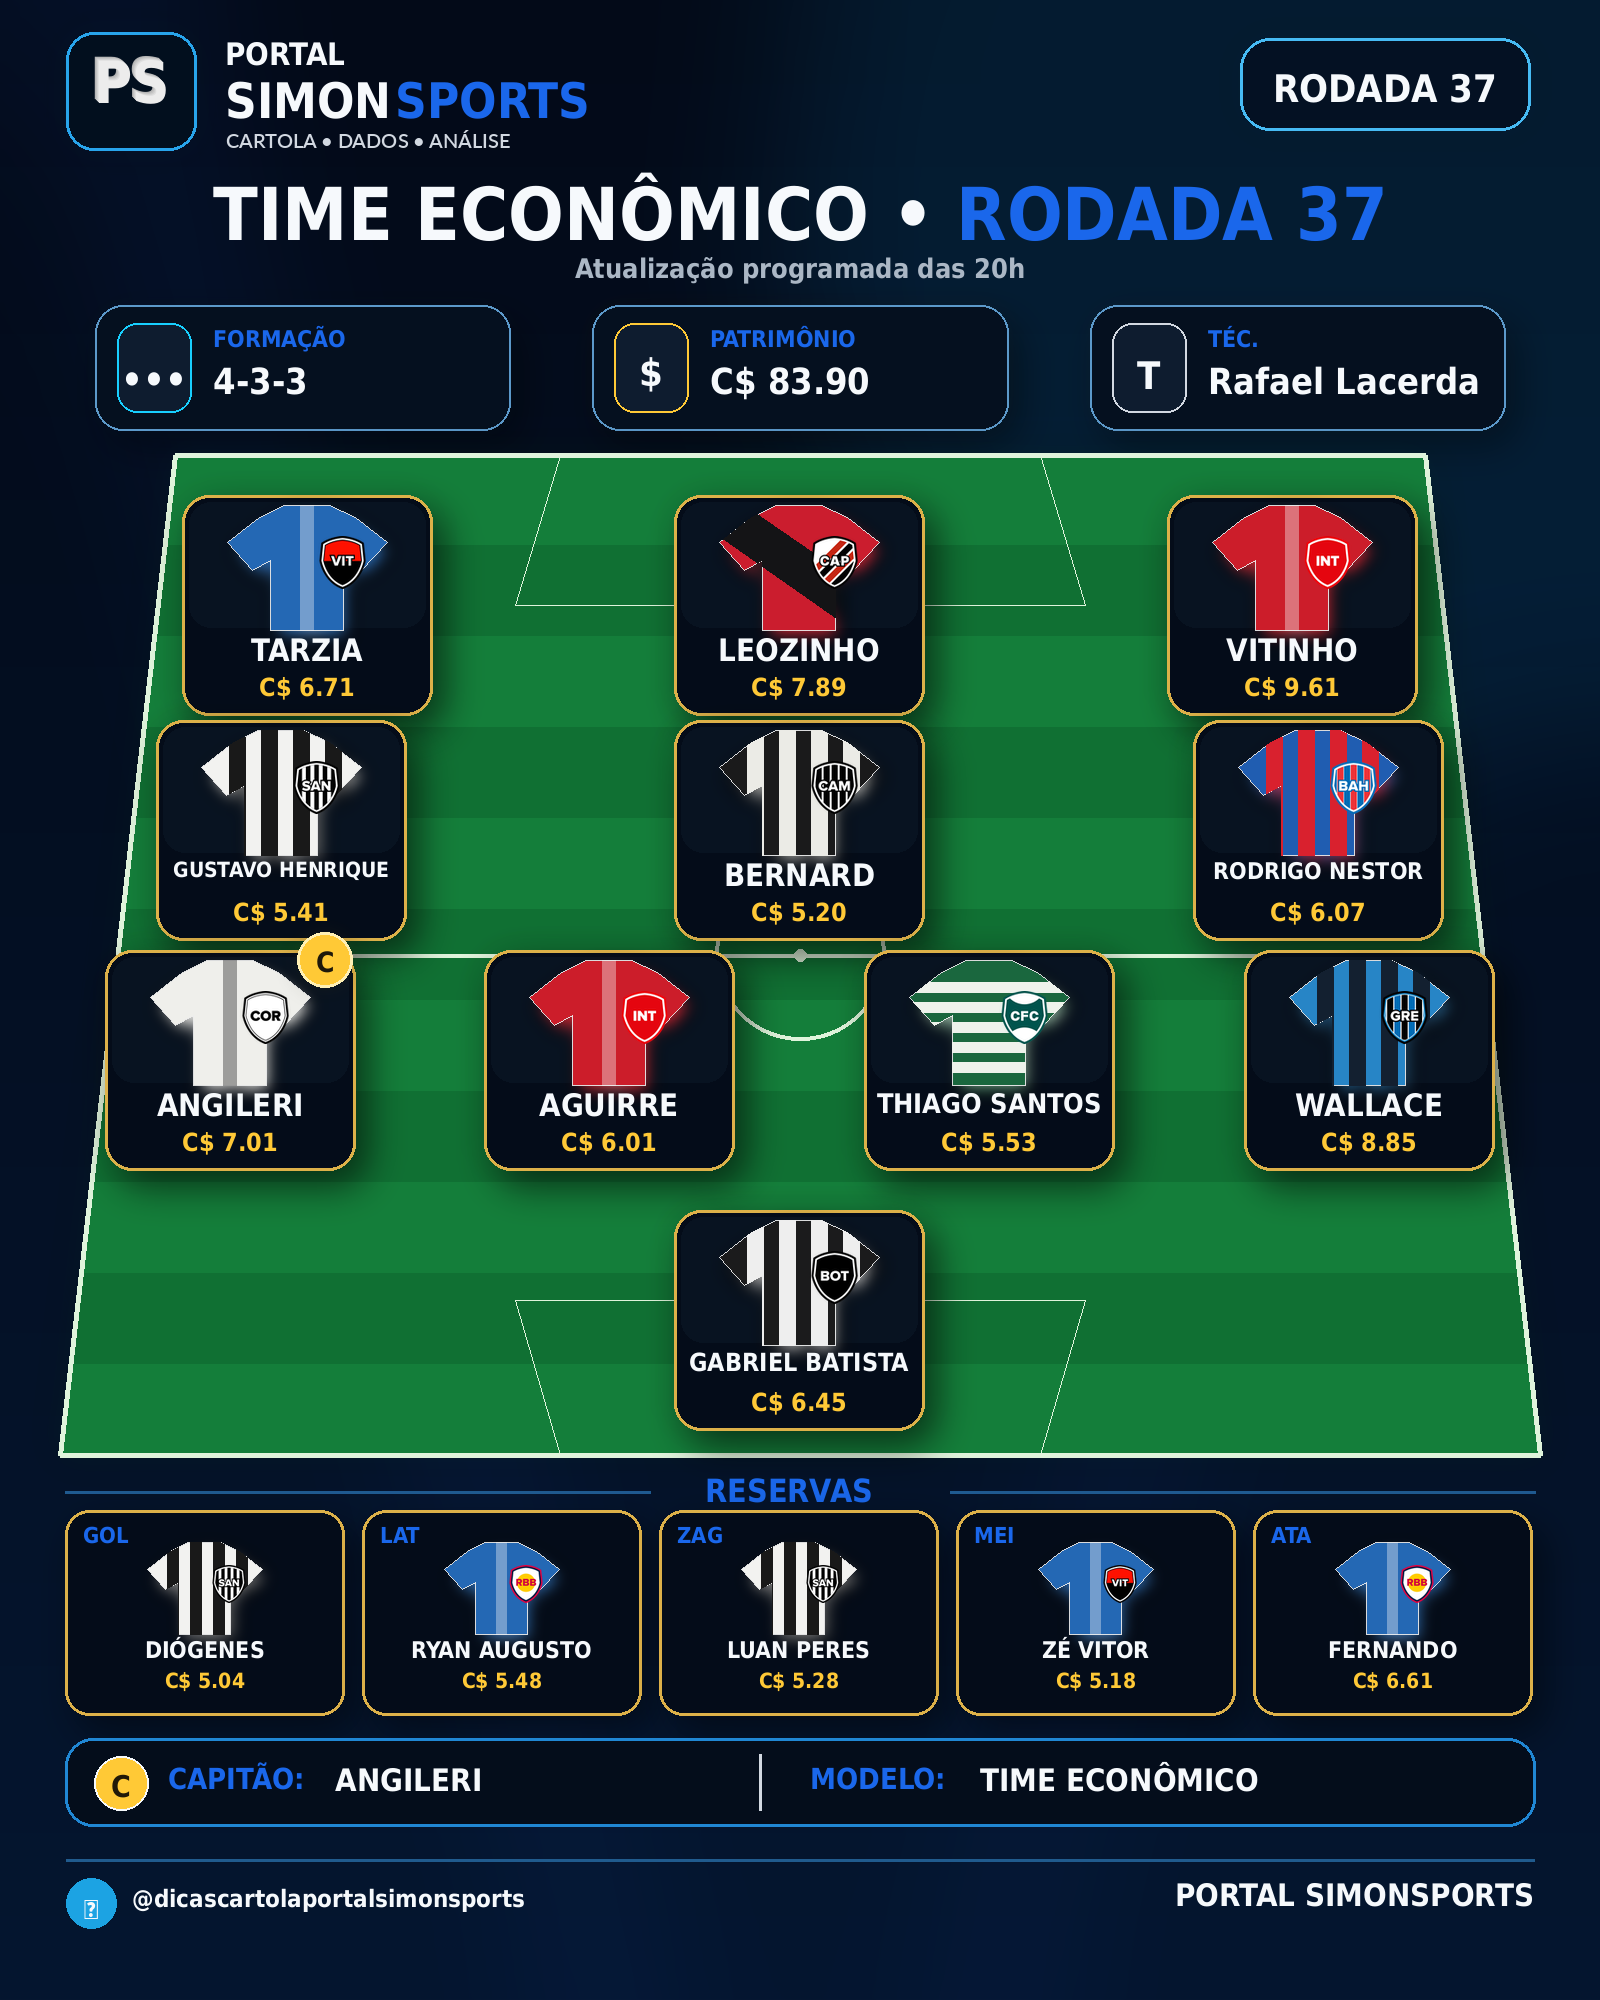 PS
PORTAL
SIMONSPORTS
CARTOLA • DADOS • ANÁLISE
RODADA 37
TIME ECONÔMICO • RODADA 37
Atualização programada das 20h
FORMAÇÃO
4-3-3
$
PATRIMÔNIO
C$ 83.90
T
TÉC.
Rafael Lacerda
VIT
TARZIA
C$ 6.71
CAP
LEOZINHO
C$ 7.89
INT
VITINHO
C$ 9.61
SAN
GUSTAVO HENRIQUE
C$ 5.41
CAM
BERNARD
C$ 5.20
BAH
RODRIGO NESTOR
C$ 6.07
C
COR
ANGILERI
C$ 7.01
INT
AGUIRRE
C$ 6.01
CFC
THIAGO SANTOS
C$ 5.53
GRE
WALLACE
C$ 8.85
BOT
GABRIEL BATISTA
C$ 6.45
RESERVAS
GOL
SAN
DIÓGENES
C$ 5.04
LAT
RBB
RYAN AUGUSTO
C$ 5.48
ZAG
SAN
LUAN PERES
C$ 5.28
MEI
VIT
ZÉ VITOR
C$ 5.18
ATA
RBB
FERNANDO
C$ 6.61
C CAPITÃO: ANGILERI
MODELO: TIME ECONÔMICO
@dicascartolaportalsimonsports
PORTAL SIMONSPORTS